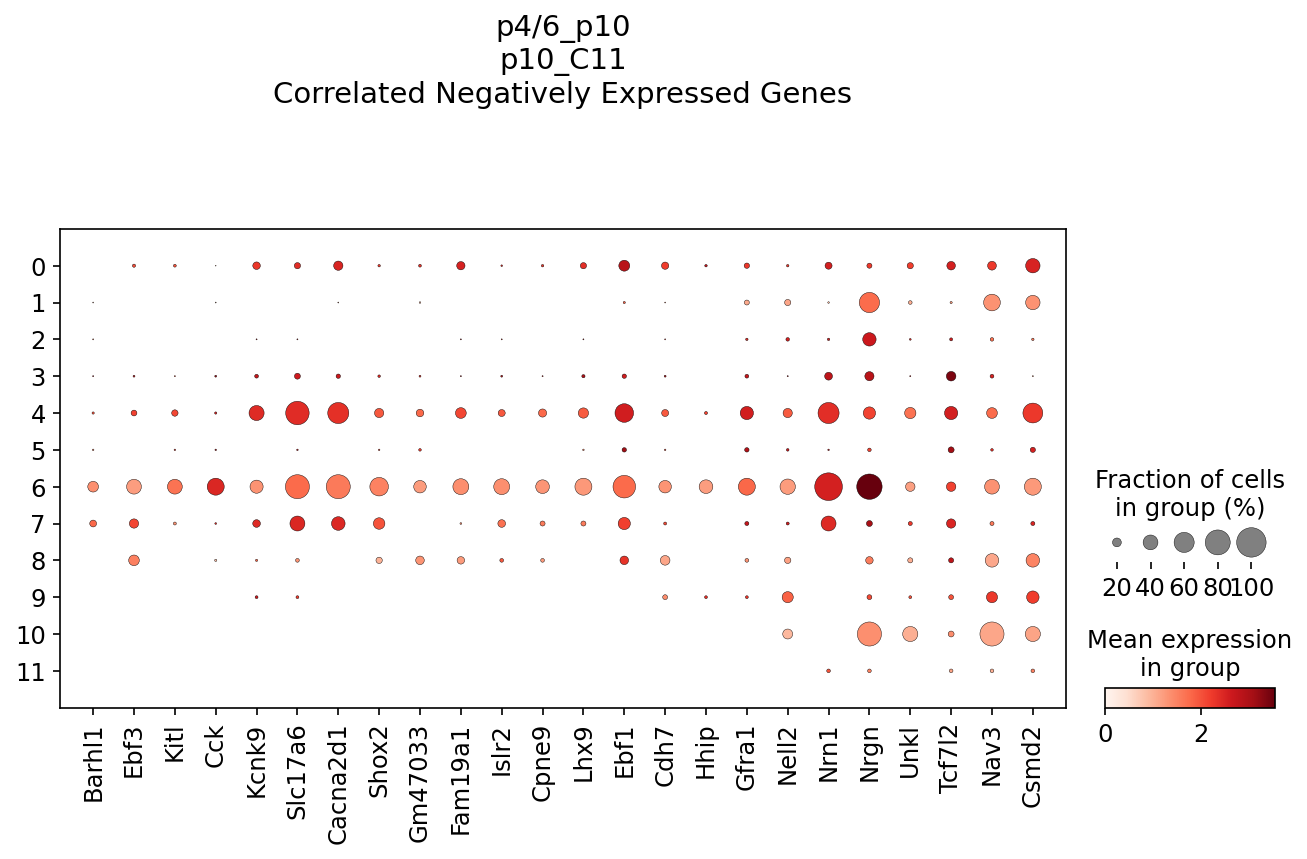 p4/6_p10
p10_C11
Correlated Negatively Expressed Genes
0
1
2
3
4
5
6
7
8
9
10
11
Barhl1
Ebf3
Kitl
Cck
Kcnk9
Slc17a6
Cacna2d1
Shox2
Gm47033
Fam19a1
Islr2
Cpne9
Lhx9
Ebf1
Cdh7
Hhip
Gfra1
Nell2
Nrn1
Nrgn
Unkl
Tcf7l2
Nav3
Csmd2
Fraction of cells
in group (%)
20 40 60 80 100
Mean expression
in group
0 2